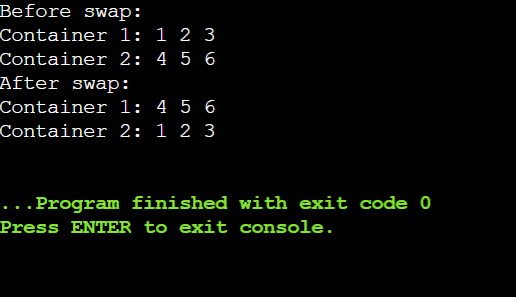 Before swap:
Container 1: 1 2 3
Container 2: 4 5 6
After swap:
Container 1: 4 5 6
Container 2: 1 2 3
...Program finished with exit code 0
Press ENTER to exit console.